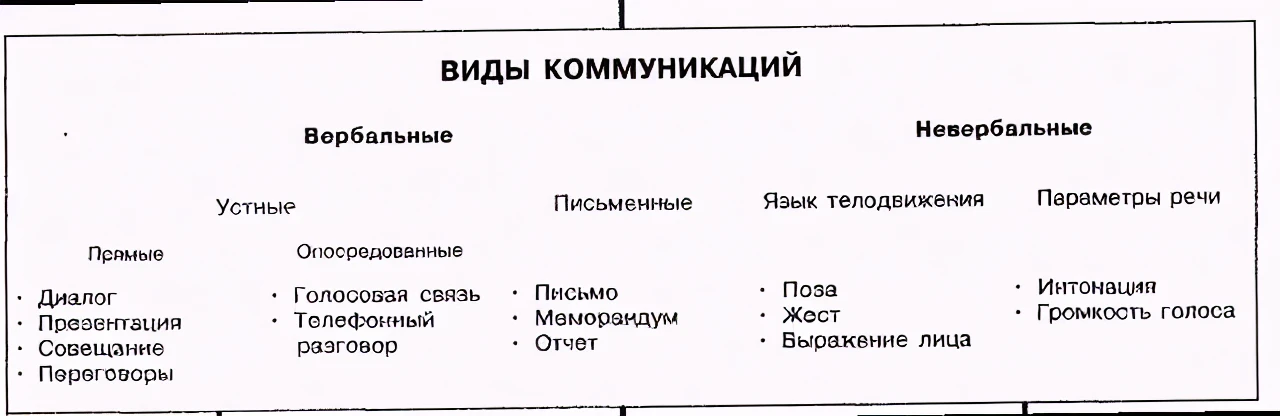 ВИДЫ КОММУНИКАЦИЙ
Вербальные
Невербальные
Устные
Письменные
Язык телодвижения
Параметры речи
Прямые
Опосредованные
• Диалог
• Презентация
• Совещание
• Переговоры
• Голосовая связь
• Телефонный
разговор
• Письмо
• Меморандум
• Отчет
• Поза
• Жест
• Выражение лица
• Интонация
• Громкость голоса